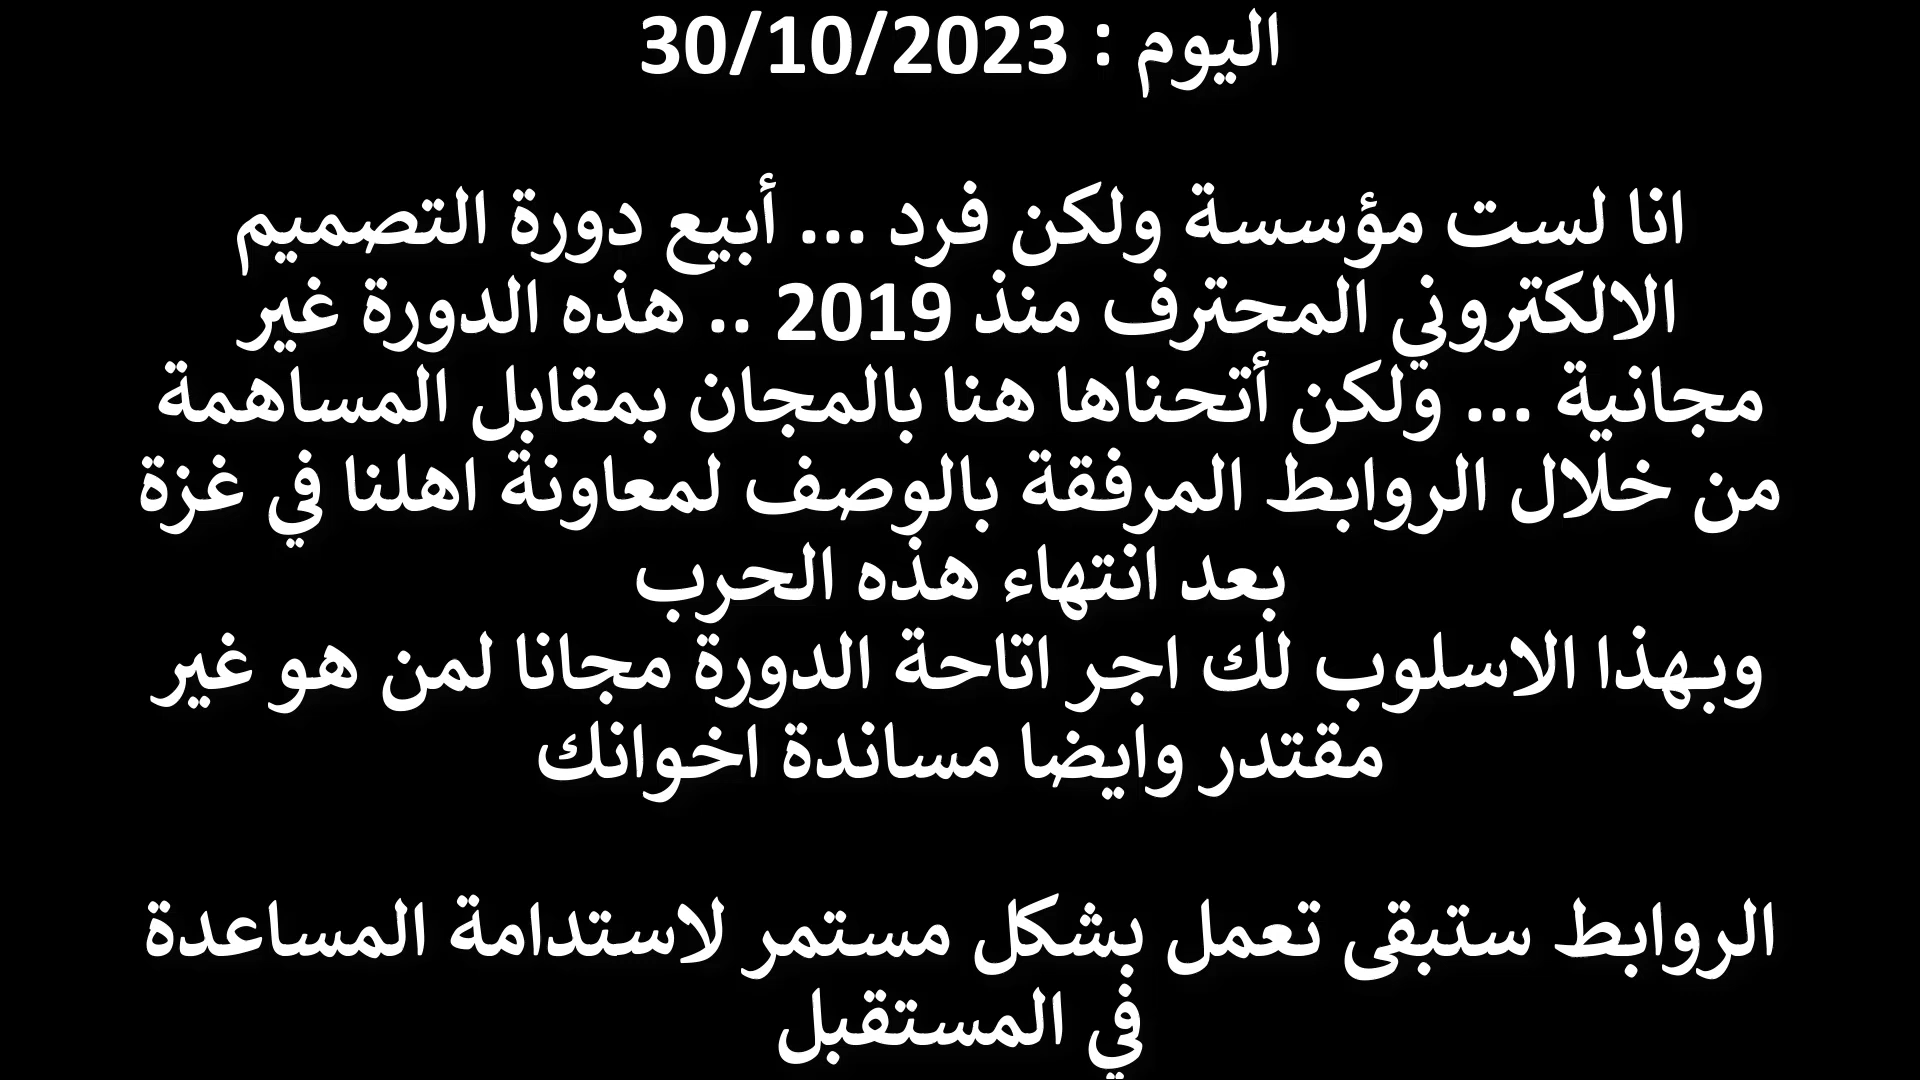 اليوم : 30/10/2023
انا لست مؤسسة ولكن فرد ... أبيع دورة التصميم
الالكتروني المحترف منذ 2019 .. هذه الدورة غير
مجانية ... ولكن أتحناها هنا بالمجان بمقابل المساهمة
من خلال الروابط المرفقة بالوصف لمعاونة اهلنا في غزة
بعد انتهاء هذه الحرب
وبهذا الاسلوب لك اجر اتاحة الدورة مجانا لمن هو غير
مقتدر وايضا مساندة اخوانك
الروابط ستبقى تعمل بشكل مستمر لاستدامة المساعدة
في المستقبل